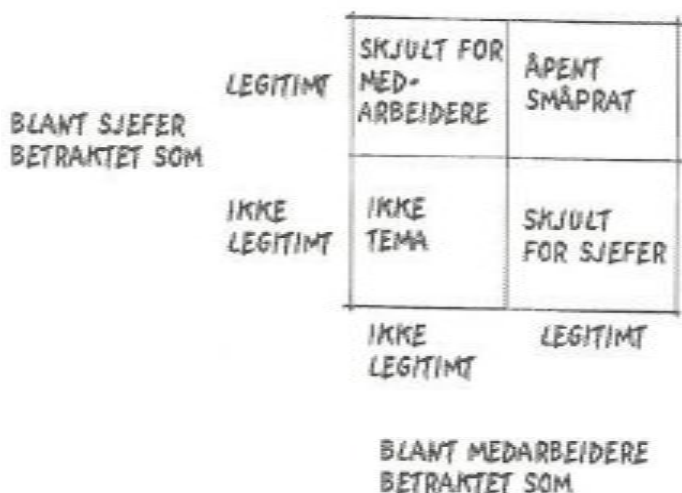 SKJULT FOR
MED-
ARBEIDERE
ÅPENT
SMÅPRAT
LEGITIMT
BLANT SJEFER
BETRAKTET SOM
IKKE
LEGITIMT
IKKE
TEMA
SKJULT
FOR SJEFER
IKKE
LEGITIMT
LEGITIMT
BLANT MEDARBEIDERE
BETRAKTET SOM